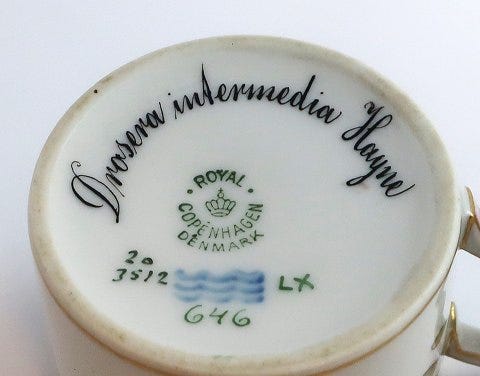 Drosera intermedia Hayne
ROYAL
COPENHAGEN
DENMARK
20
3512
LX
646